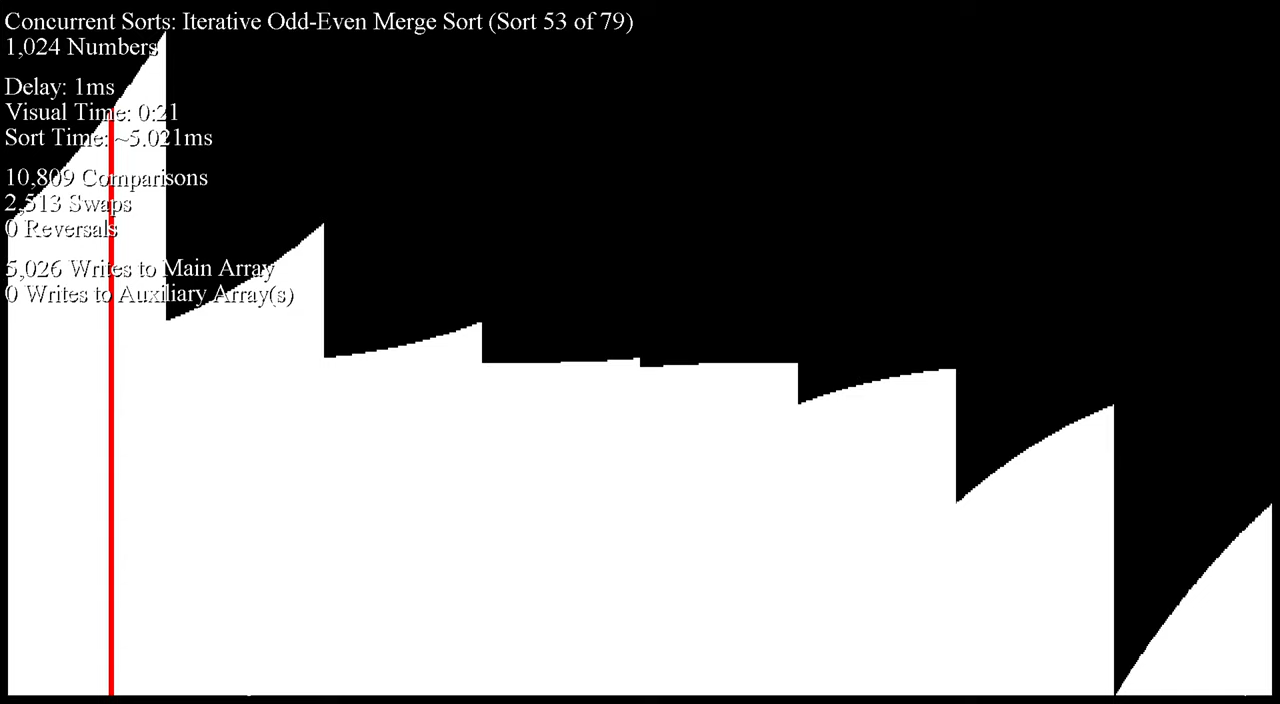 Concurrent Sorts: Iterative Odd-Even Merge Sort (Sort 53 of 79)
1,024 Numbers
Delay: 1ms
Visual Time: 0:21
Sort Time: ~5.021ms
10,809 Comparisons
2,513 Swaps
0 Reversals
5,026 Writes to Main Array
0 Writes to Auxiliary Array(s)